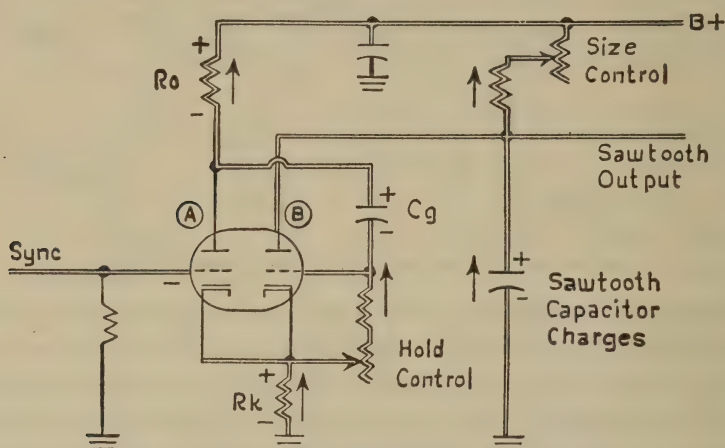 B+
+
Ro
-
Size
Control
Sawtooth
Output
A
B
+
Cg
-
Sync
-
+
-
Sawtooth
Capacitor
Charges
Hold
Control
+
Rk
-